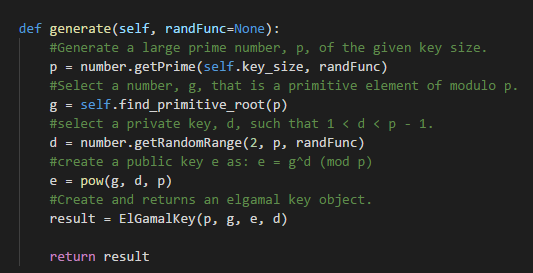 def generate(self, randFunc=None):
    #Generate a large prime number, p, of the given key size.
    p = number.getPrime(self.key_size, randFunc)
    #Select a number, g, that is a primitive element of modulo p.
    g = self.find_primitive_root(p)
    #select a private key, d, such that 1 < d < p - 1.
    d = number.getRandomRange(2, p, randFunc)
    #create a public key e as: e = g^d (mod p)
    e = pow(g, d, p)
    #Create and returns an elgamal key object.
    result = ElGamalKey(p, g, e, d)

    return result